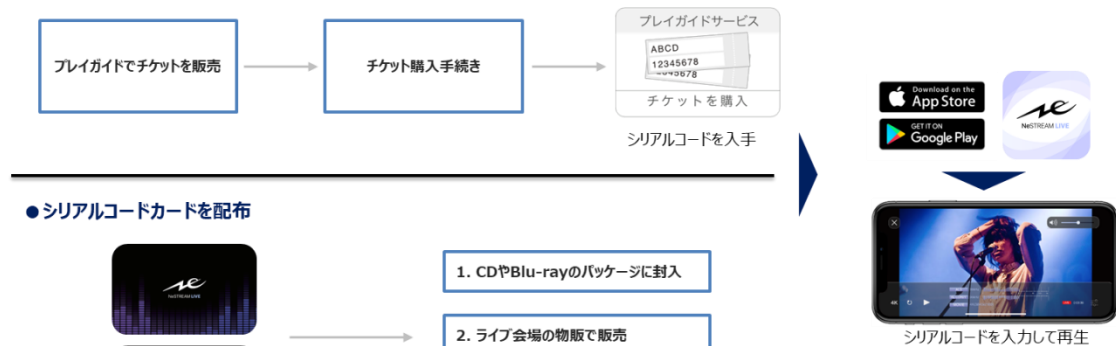 プレイガイドでチケットを販売
チケット購入手続き
プレイガイドサービス
ABCD
12345678
12345678
チケットを購入
シリアルコードを入手
Download on the
App Store
GET IT ON
Google Play
NeSTREAM LIVE
●シリアルコードカードを配布
NeSTREAM LIVE
1. CDやBlu-rayのパッケージに封入
2. ライブ会場の物販で販売
4K
シリアルコードを入力して再生